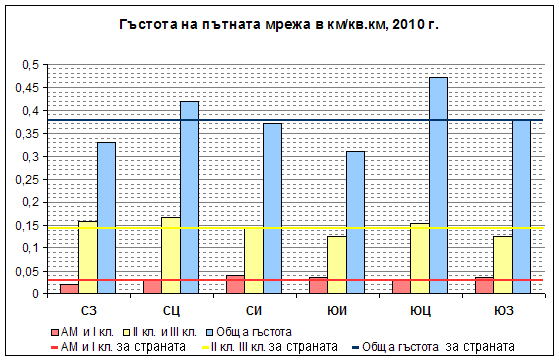 Гъстота на пътната мрежа в км/кв.км, 2010 г.
0,5
0,45
0,4
0,35
0,3
0,25
0,2
0,15
0,1
0,05
0
СЗ СЦ СИ ЮИ ЮЦ ЮЗ
АМ и I кл. II кл. и III кл. Обща гъстота
АМ и I кл. за страната II кл. III кл. за страната Обща гъстота за страната